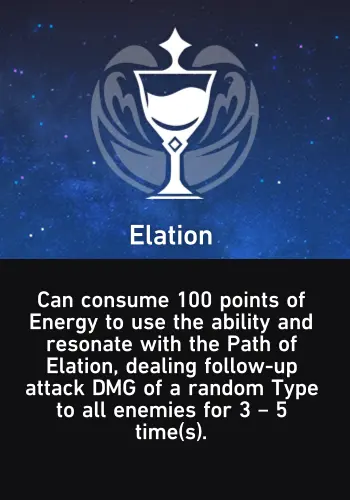 Elation
Can consume 100 points of
Energy to use the ability and
resonate with the Path of
Elation, dealing follow-up
attack DMG of a random Type
to all enemies for 3 – 5
time(s).